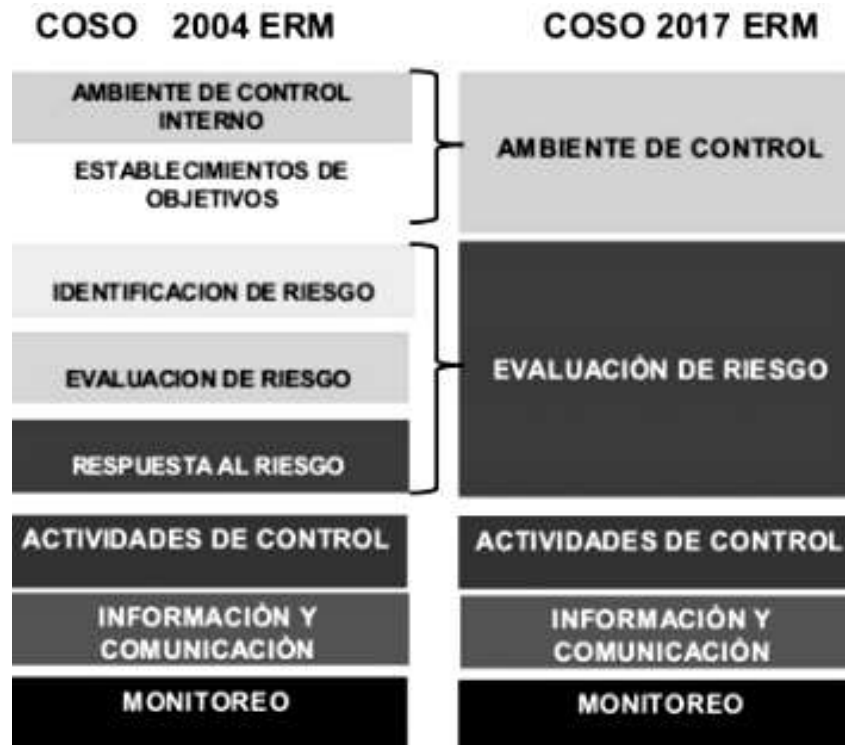 COSO 2004 ERM
COSO 2017 ERM
AMBIENTE DE CONTROL
INTERNO
ESTABLECIMIENTOS DE
OBJETIVOS
AMBIENTE DE CONTROL
IDENTIFICACION DE RIESGO
EVALUACION DE RIESGO
RESPUESTA AL RIESGO
EVALUACIÓN DE RIESGO
ACTIVIDADES DE CONTROL
ACTIVIDADES DE CONTROL
INFORMACIÓN Y
COMUNICACIÓN
INFORMACIÓN Y
COMUNICACIÓN
MONITOREO
MONITOREO